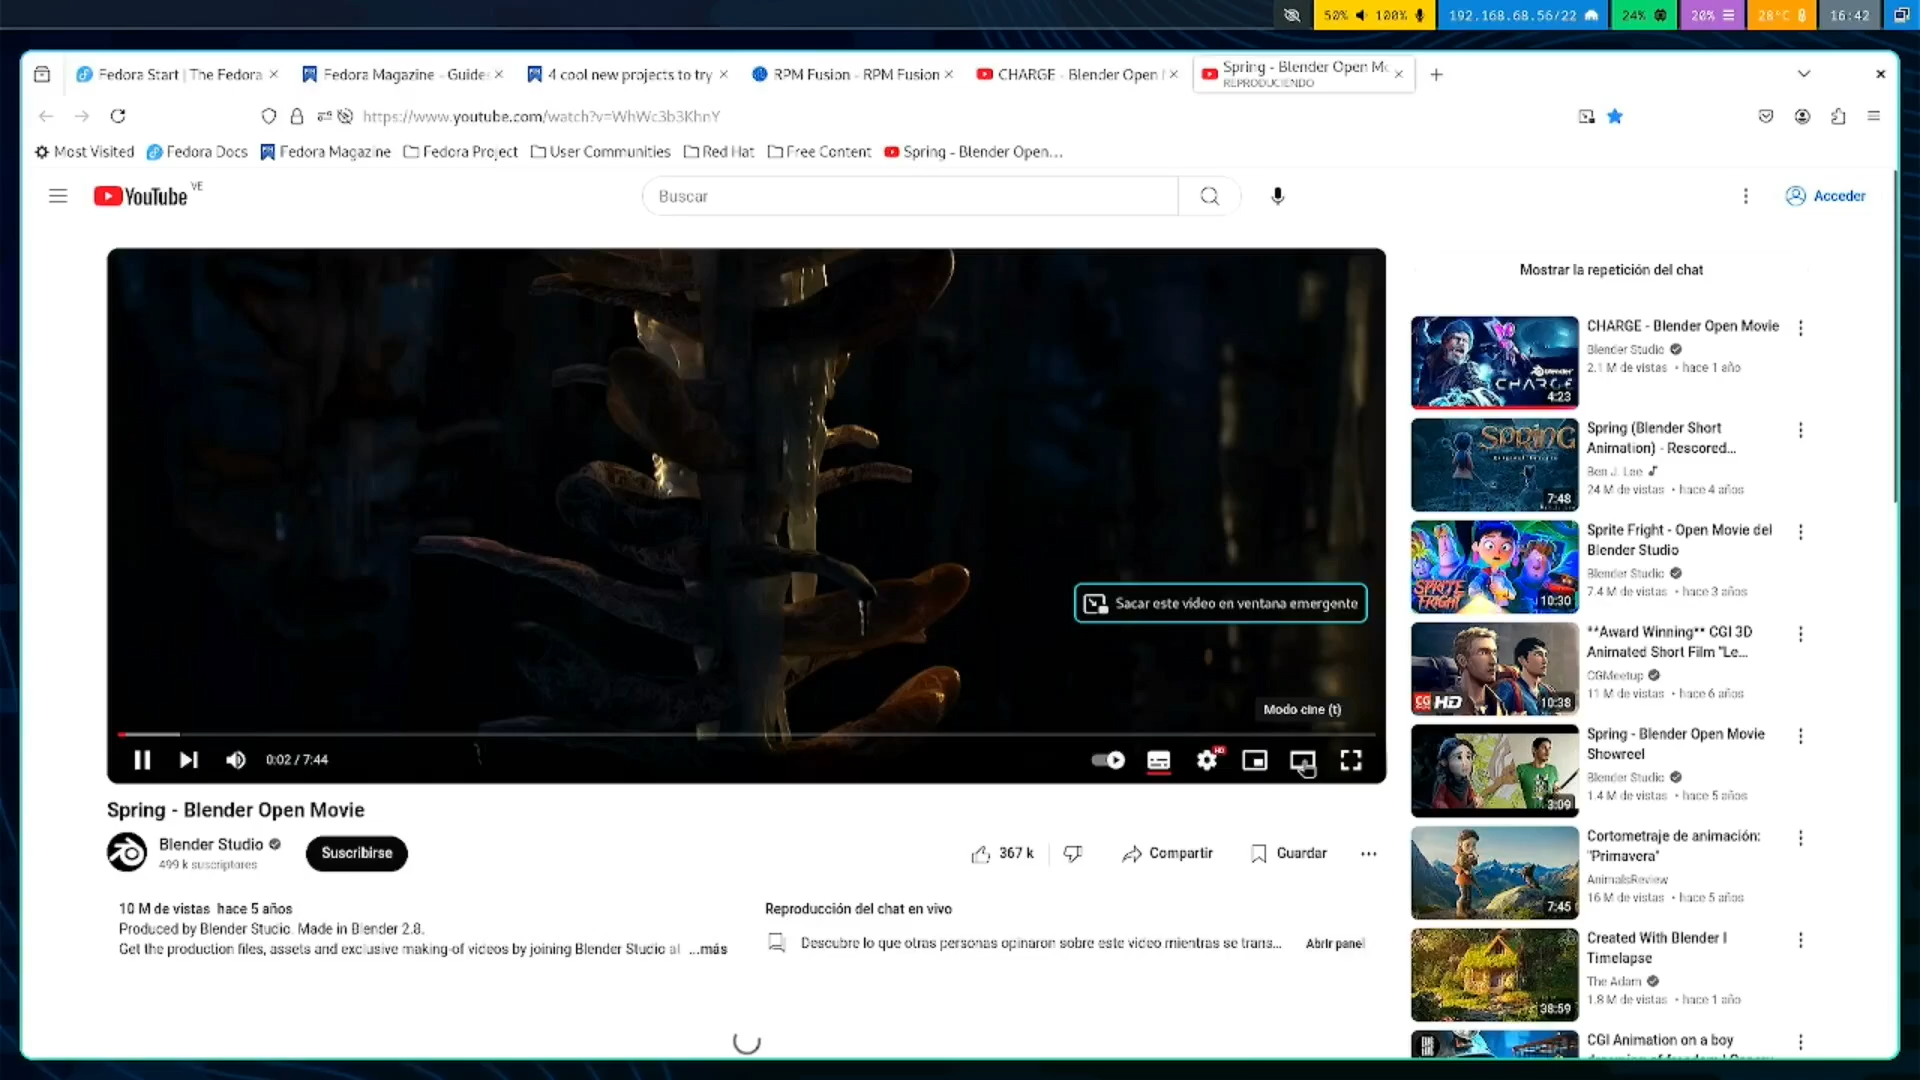 50% 100%
192.168.68.56/22
24%
20%
28°C
16:42
Fedora Start | The Fedora
Fedora Magazine - Guide
4 cool new projects to try
RPM Fusion - RPM Fusion
CHARGE - Blender Open
Spring - Blender Open Mo
REPRODUCIENDO
https://www.youtube.com/watch?v=WhWc3b3KhnY
Most Visited
Fedora Docs
Fedora Magazine
Fedora Project
User Communities
Red Hat
Free Content
Spring - Blender Open...
YouTube VE
Buscar
Acceder
Sacar este video en ventana emergente
Modo cine (t)
0:02 / 7:44
HD
Spring - Blender Open Movie
Blender Studio
499 k suscriptores
Suscribirse
367 k
Compartir
Guardar
10 M de vistas hace 5 años
Produced by Blender Studio. Made in Blender 2.8.
Get the production files, assets and exclusive making-of videos by joining Blender Studio at ...más
Reproducción del chat en vivo
Descubre lo que otras personas opinaron sobre este video mientras se trans...
Abrir panel
Mostrar la repetición del chat
CHARGE
4:23
CHARGE - Blender Open Movie
Blender Studio
2.1 M de vistas • hace 1 año
SPRING
7:48
Spring (Blender Short
Animation) - Rescored...
Ben J. Lee
24 M de vistas • hace 4 años
SPRITE
FRIGHT
10:30
Sprite Fright - Open Movie del
Blender Studio
Blender Studio
7.4 M de vistas • hace 3 años
CG HD
10:38
**Award Winning** CGI 3D
Animated Short Film "Le...
CGMeetup
11 M de vistas • hace 6 años
3:09
Spring - Blender Open Movie
Showreel
Blender Studio
1.4 M de vistas • hace 5 años
7:45
Cortometraje de animación:
"Primavera"
AnimalsReview
16 M de vistas • hace 5 años
38:59
Created With Blender |
Timelapse
The Adam
1.8 M de vistas • hace 1 año
CGI Animation on a boy